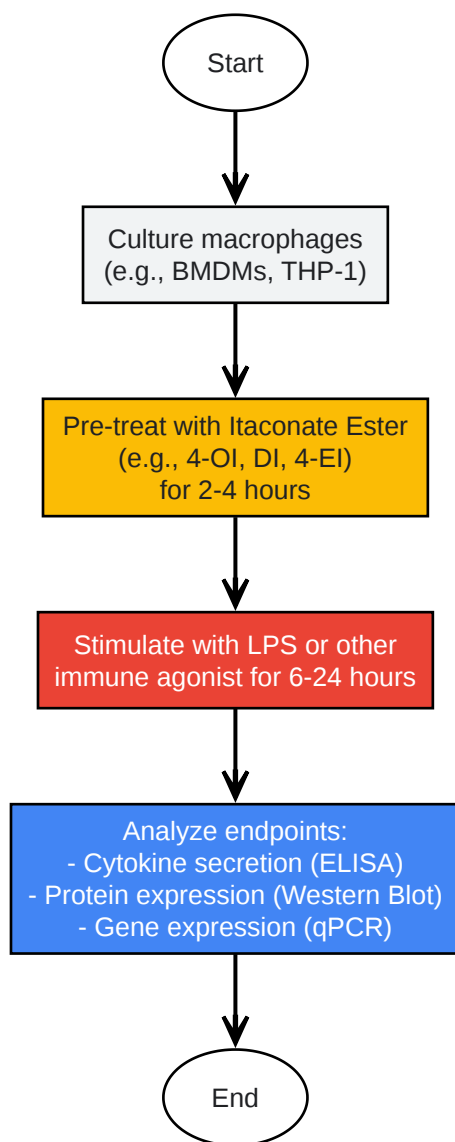 Start
Culture macrophages
(e.g., BMDMs, THP-1)
Pre-treat with Itaconate Ester
(e.g., 4-OI, DI, 4-EI)
for 2-4 hours
Stimulate with LPS or other
immune agonist for 6-24 hours
Analyze endpoints:
- Cytokine secretion (ELISA)
- Protein expression (Western Blot)
- Gene expression (qPCR)
End